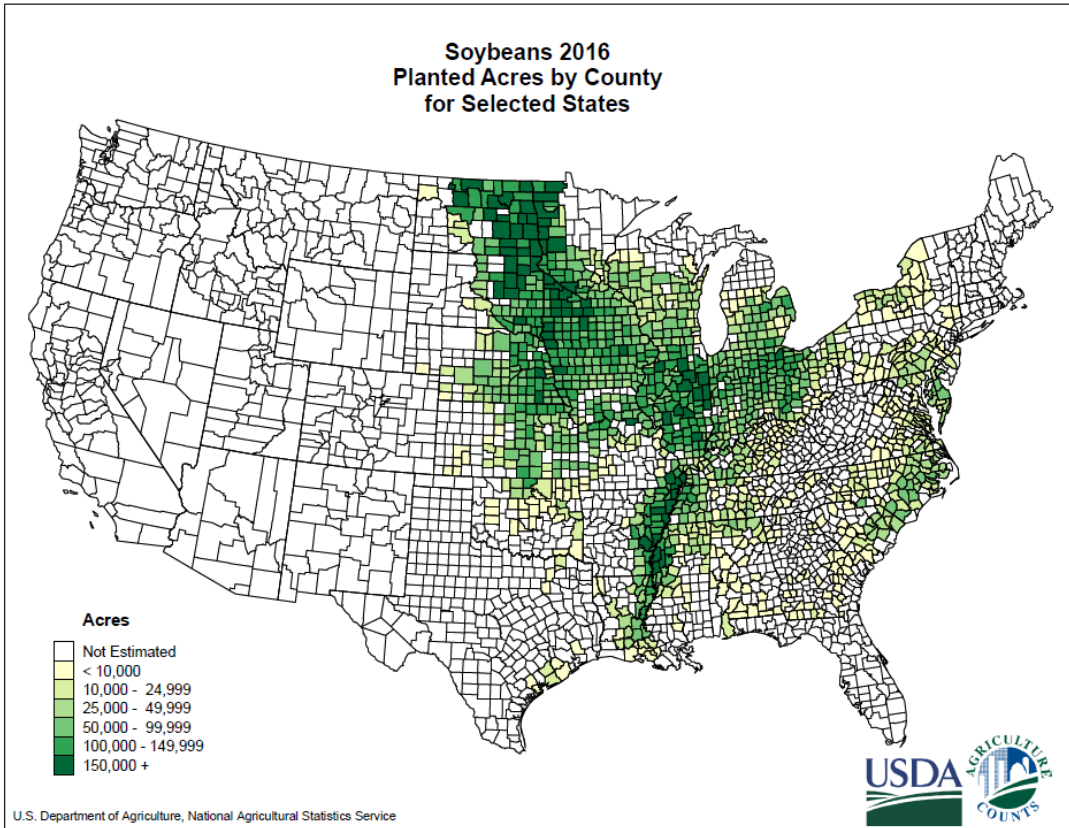 Soybeans 2016
Planted Acres by County
for Selected States
Acres
Not Estimated
< 10,000
10,000 - 24,999
25,000 - 49,999
50,000 - 99,999
100,000 - 149,999
150,000 +
USDA
AGRICULTURE
COUNTS
U.S. Department of Agriculture, National Agricultural Statistics Service